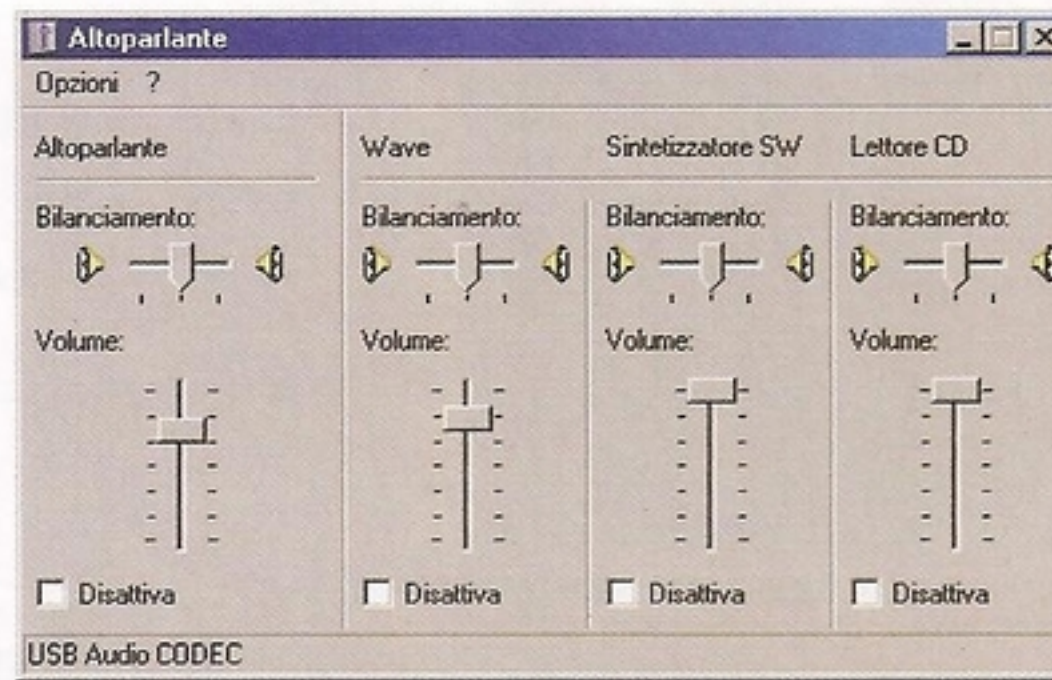 Altoparlante
Opzioni ?
Altoparlante Wave Sintetizzatore SW Lettore CD
Bilanciamento: Bilanciamento: Bilanciamento: Bilanciamento:
Volume: Volume: Volume: Volume:
Disattiva Disattiva Disattiva Disattiva
USB Audio CODEC